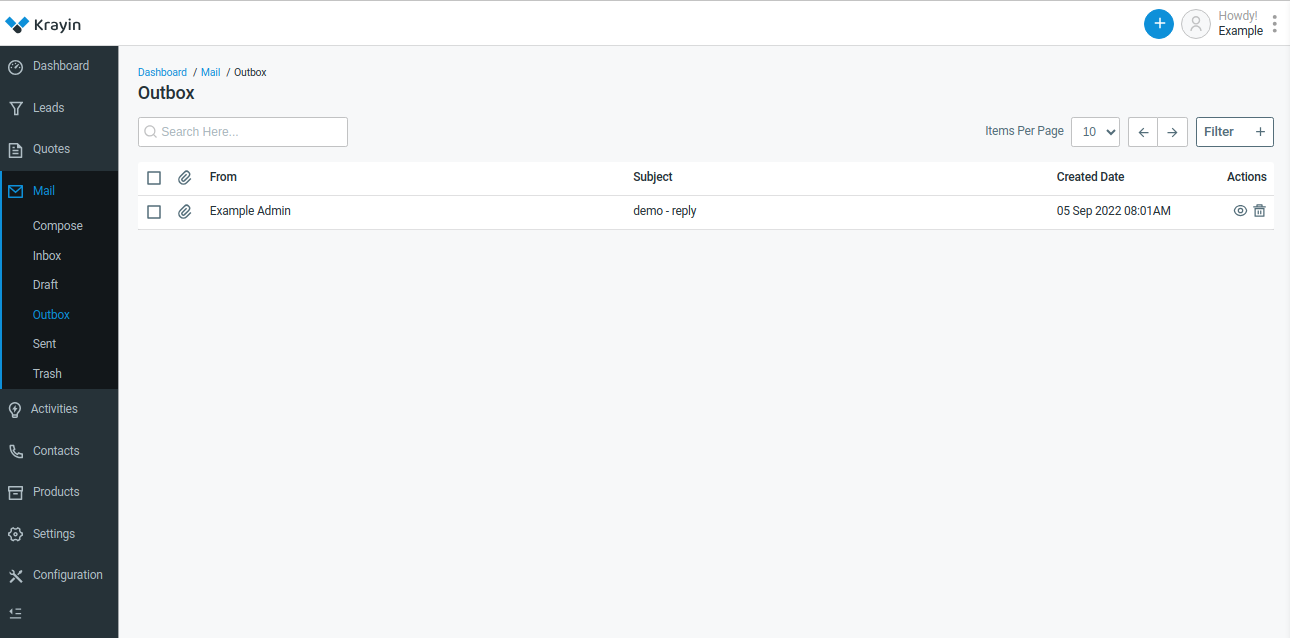 Krayin
Howdy!
Example
Dashboard
Leads
Quotes
Mail
Compose
Inbox
Draft
Outbox
Sent
Trash
Activities
Contacts
Products
Settings
Configuration
Dashboard / Mail / Outbox
Outbox
Search Here...
Items Per Page 10 Filter
From Subject Created Date Actions
Example Admin demo - reply 05 Sep 2022 08:01AM